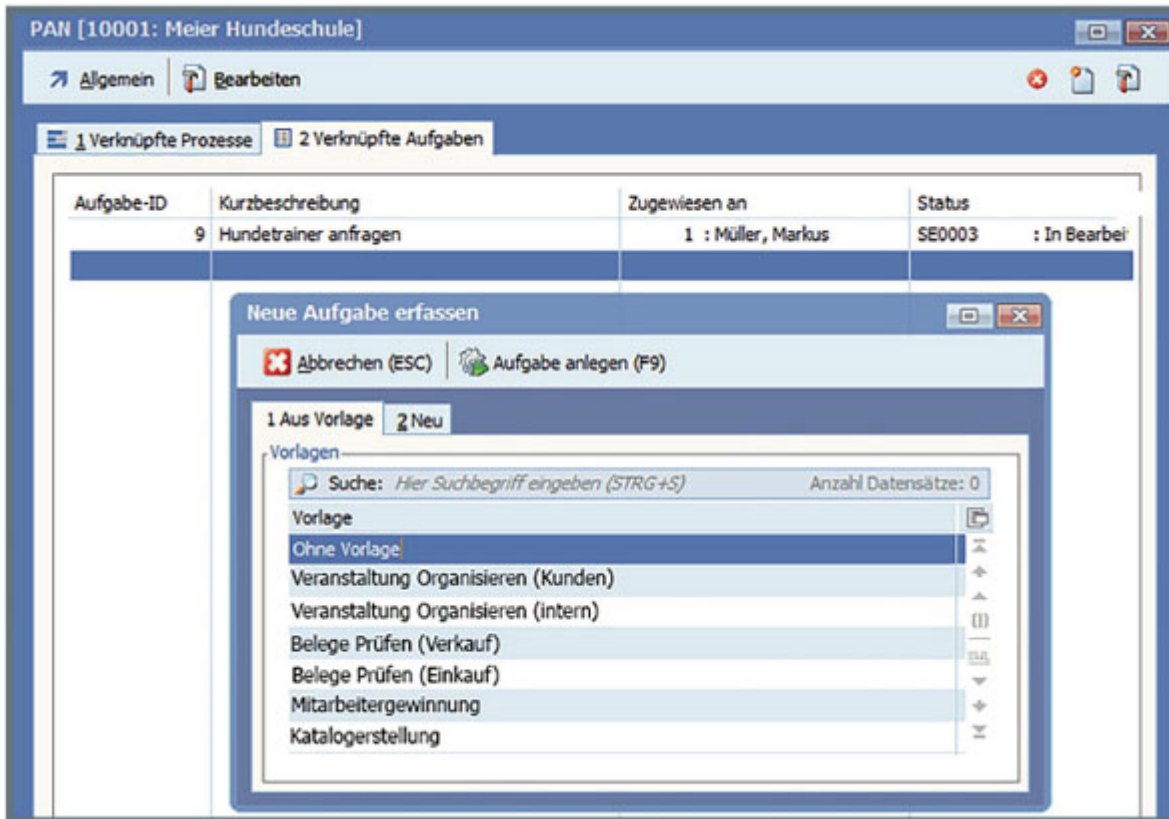 PAN [10001: Meier Hundeschule]
Allgemein Bearbeiten
1 Verknüpfte Prozesse 2 Verknüpfte Aufgaben
Aufgabe-ID Kurzbeschreibung Zugewiesen an Status
9 Hundetrainer anfragen 1 : Müller, Markus SE0003 : In Bearbei
Neue Aufgabe erfassen
Abbrechen (ESC) Aufgabe anlegen (F9)
1 Aus Vorlage 2 Neu
Vorlagen
Suche: Hier Suchbegriff eingeben (STRG+S) Anzahl Datensätze: 0
Vorlage
Ohne Vorlage
Veranstaltung Organisieren (Kunden)
Veranstaltung Organisieren (intern)
Belege Prüfen (Verkauf)
Belege Prüfen (Einkauf)
Mitarbeitergewinnung
Katalogerstellung